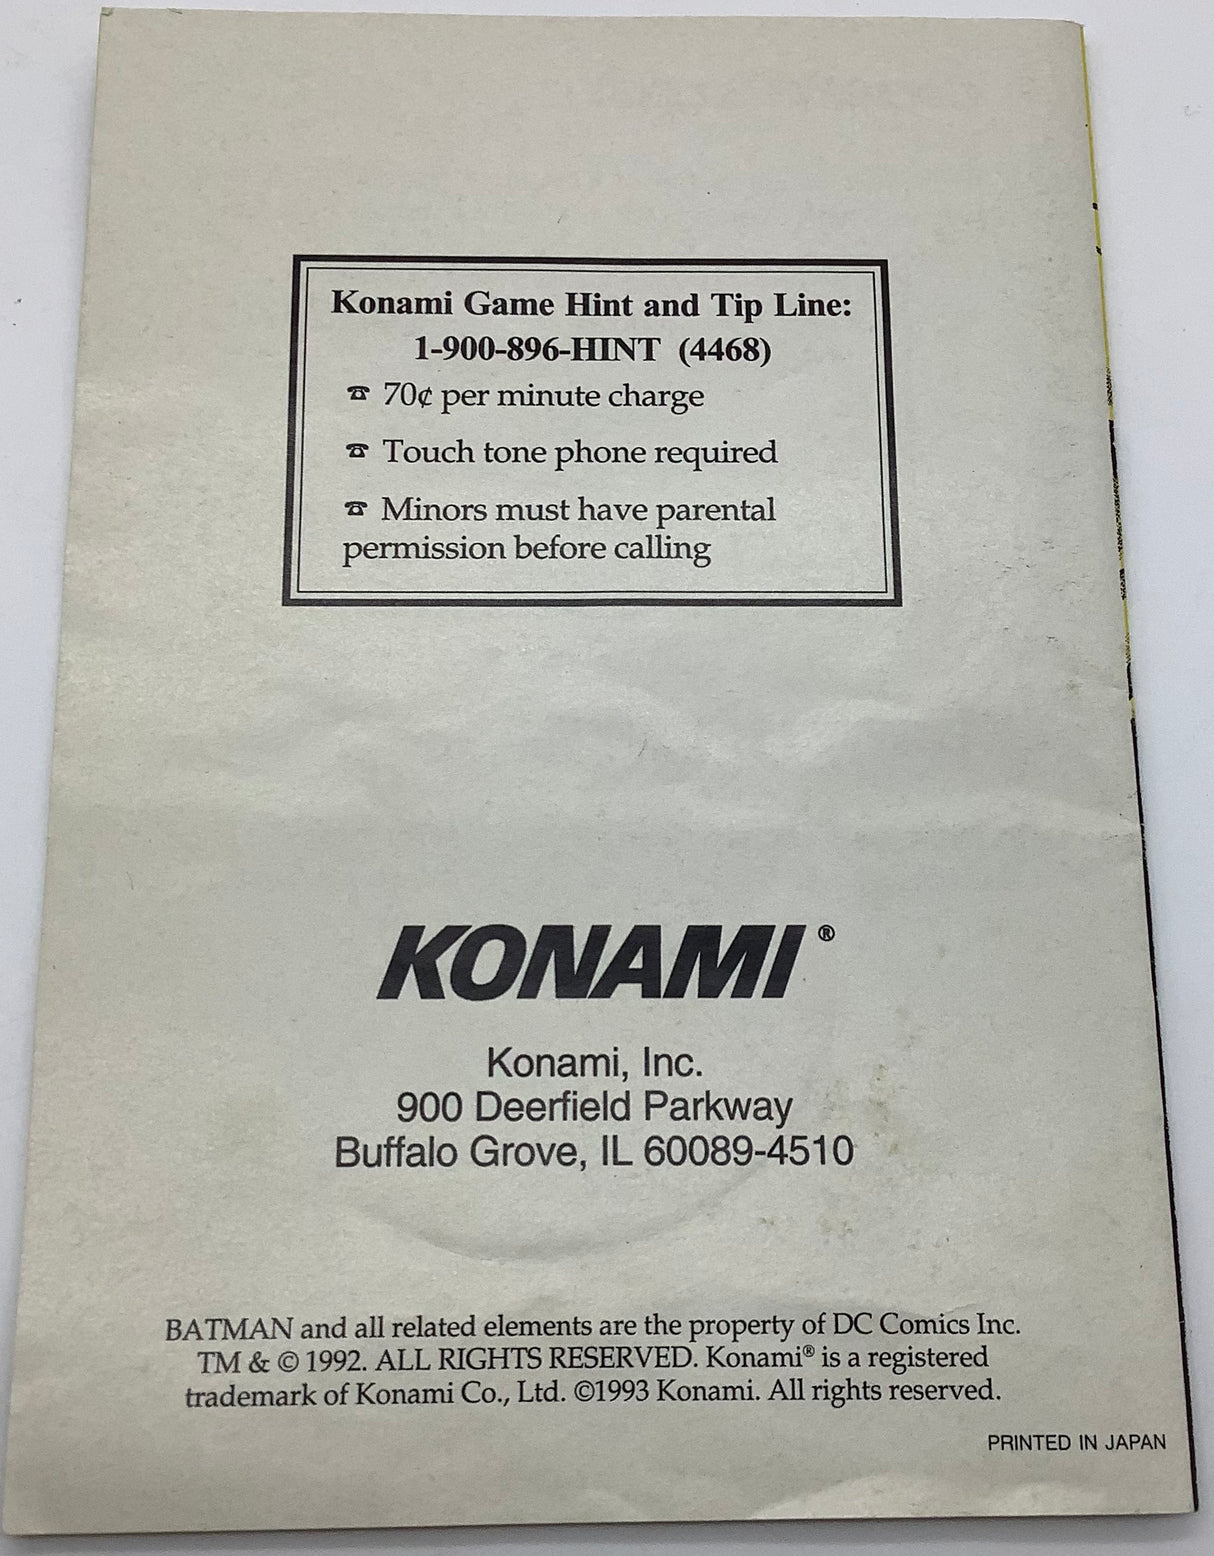 Konami Game Hint and Tip Line:
1-900-896-HINT (4468)
☎ 70¢ per minute charge
☎ Touch tone phone required
☎ Minors must have parental
permission before calling
KONAMI®
Konami, Inc.
900 Deerfield Parkway
Buffalo Grove, IL 60089-4510
BATMAN and all related elements are the property of DC Comics Inc.
TM & © 1992. ALL RIGHTS RESERVED. Konami® is a registered
trademark of Konami Co., Ltd. ©1993 Konami. All rights reserved.
PRINTED IN JAPAN